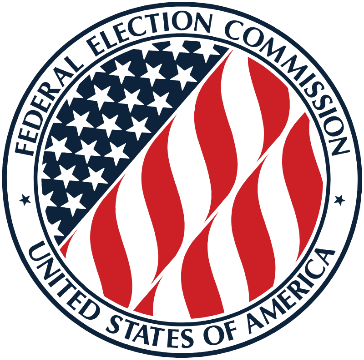 FEDERAL ELECTION COMMISSION
UNITED STATES OF AMERICA